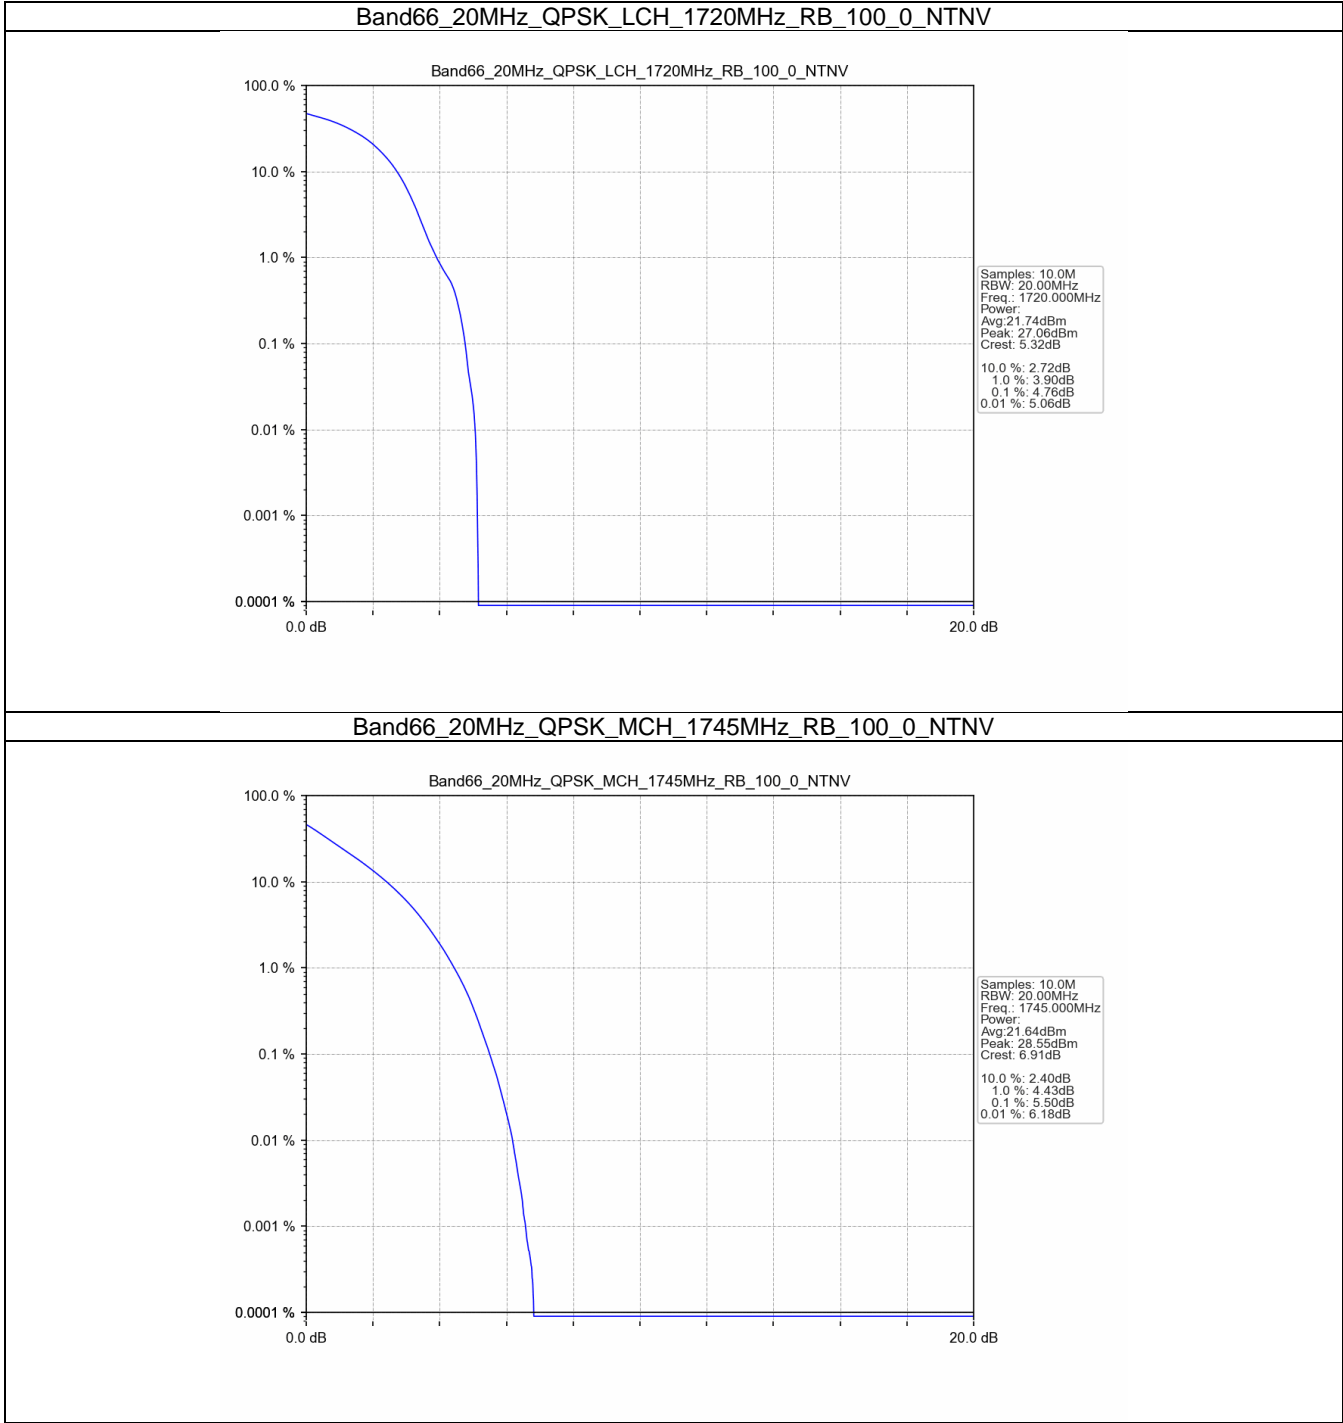 Band66_20MHz_QPSK_LCH_1720MHz_RB_100_0_NTNV
Band66_20MHz_QPSK_LCH_1720MHz_RB_100_0_NTNV
100.0 %
10.0 %
1.0 %
0.1 %
0.01 %
0.001 %
0.0001 %
0.0 dB
20.0 dB
Samples: 10.0M
RBW: 20.00MHz
Freq.: 1720.000MHz
Power:
Avg:21.74dBm
Peak: 27.06dBm
Crest: 5.32dB
10.0 %: 2.72dB
1.0 %: 3.90dB
0.1 %: 4.76dB
0.01 %: 5.06dB
Band66_20MHz_QPSK_MCH_1745MHz_RB_100_0_NTNV
Band66_20MHz_QPSK_MCH_1745MHz_RB_100_0_NTNV
100.0 %
10.0 %
1.0 %
0.1 %
0.01 %
0.001 %
0.0001 %
0.0 dB
20.0 dB
Samples: 10.0M
RBW: 20.00MHz
Freq.: 1745.000MHz
Power:
Avg:21.64dBm
Peak: 28.55dBm
Crest: 6.91dB
10.0 %: 2.40dB
1.0 %: 4.43dB
0.1 %: 5.50dB
0.01 %: 6.18dB